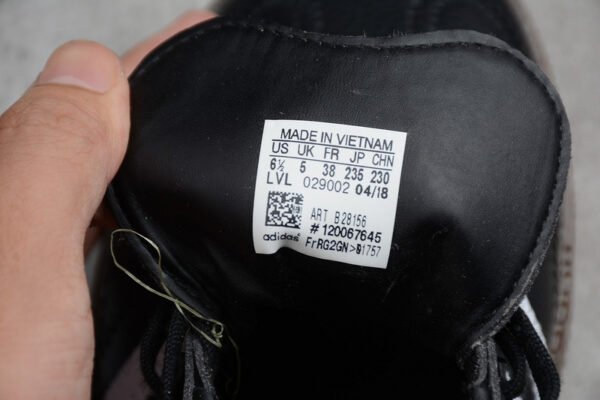 MADE IN VIETNAM
US UK FR JP CHN
6½ 5 38 235 230
LVL 029002 04/18
ART B28156
#120067645
adidas FrRG2GN>91757